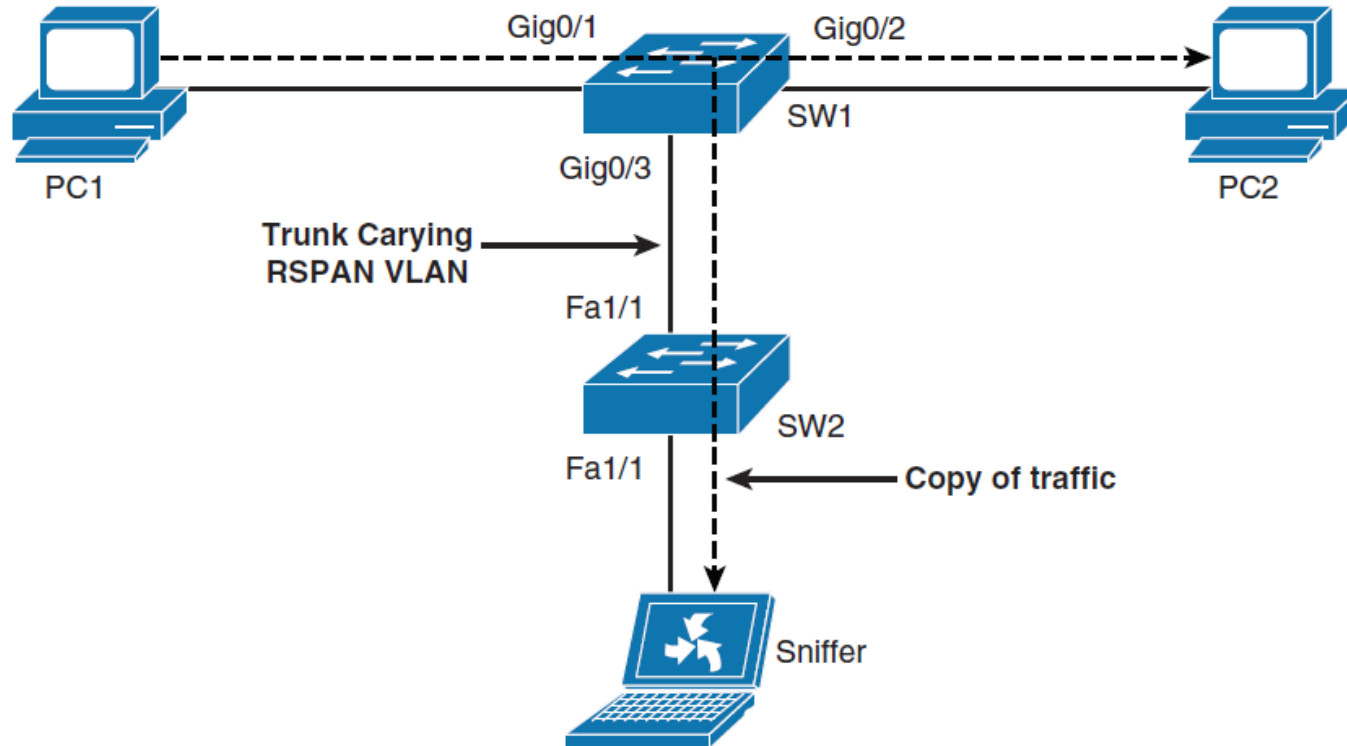 Gig0/1
Gig0/2
SW1
PC1
Gig0/3
PC2
Trunk Carying
RSPAN VLAN
Fa1/1
SW2
Fa1/1
Copy of traffic
Sniffer